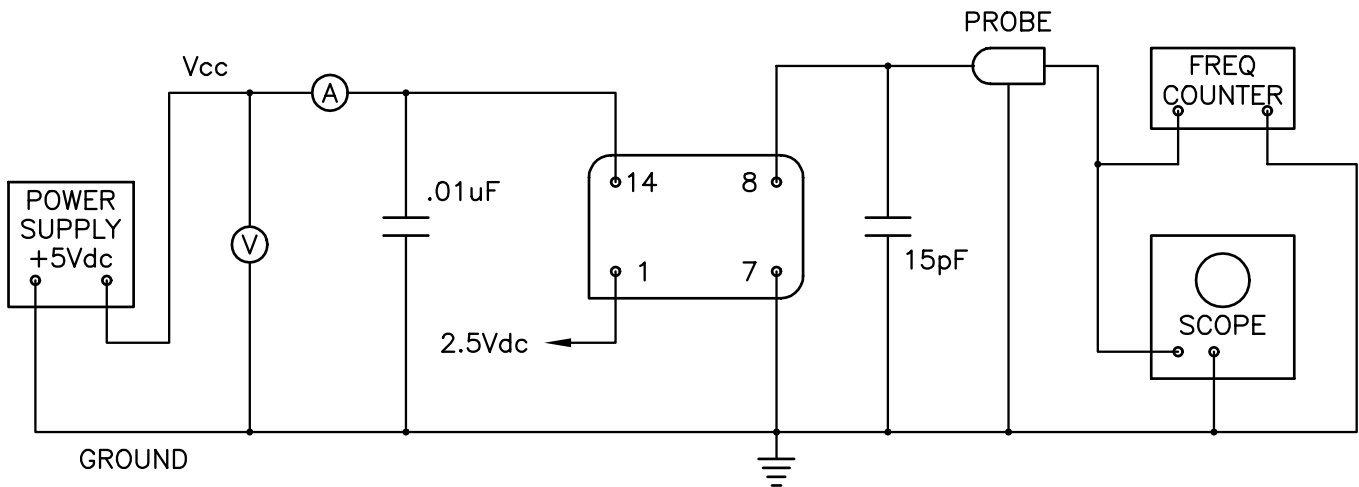 PROBE
Vcc
FREQ
COUNTER
A
POWER
SUPPLY
+5Vdc
.01uF
14
8
V
1
7
15pF
2.5Vdc
SCOPE
GROUND